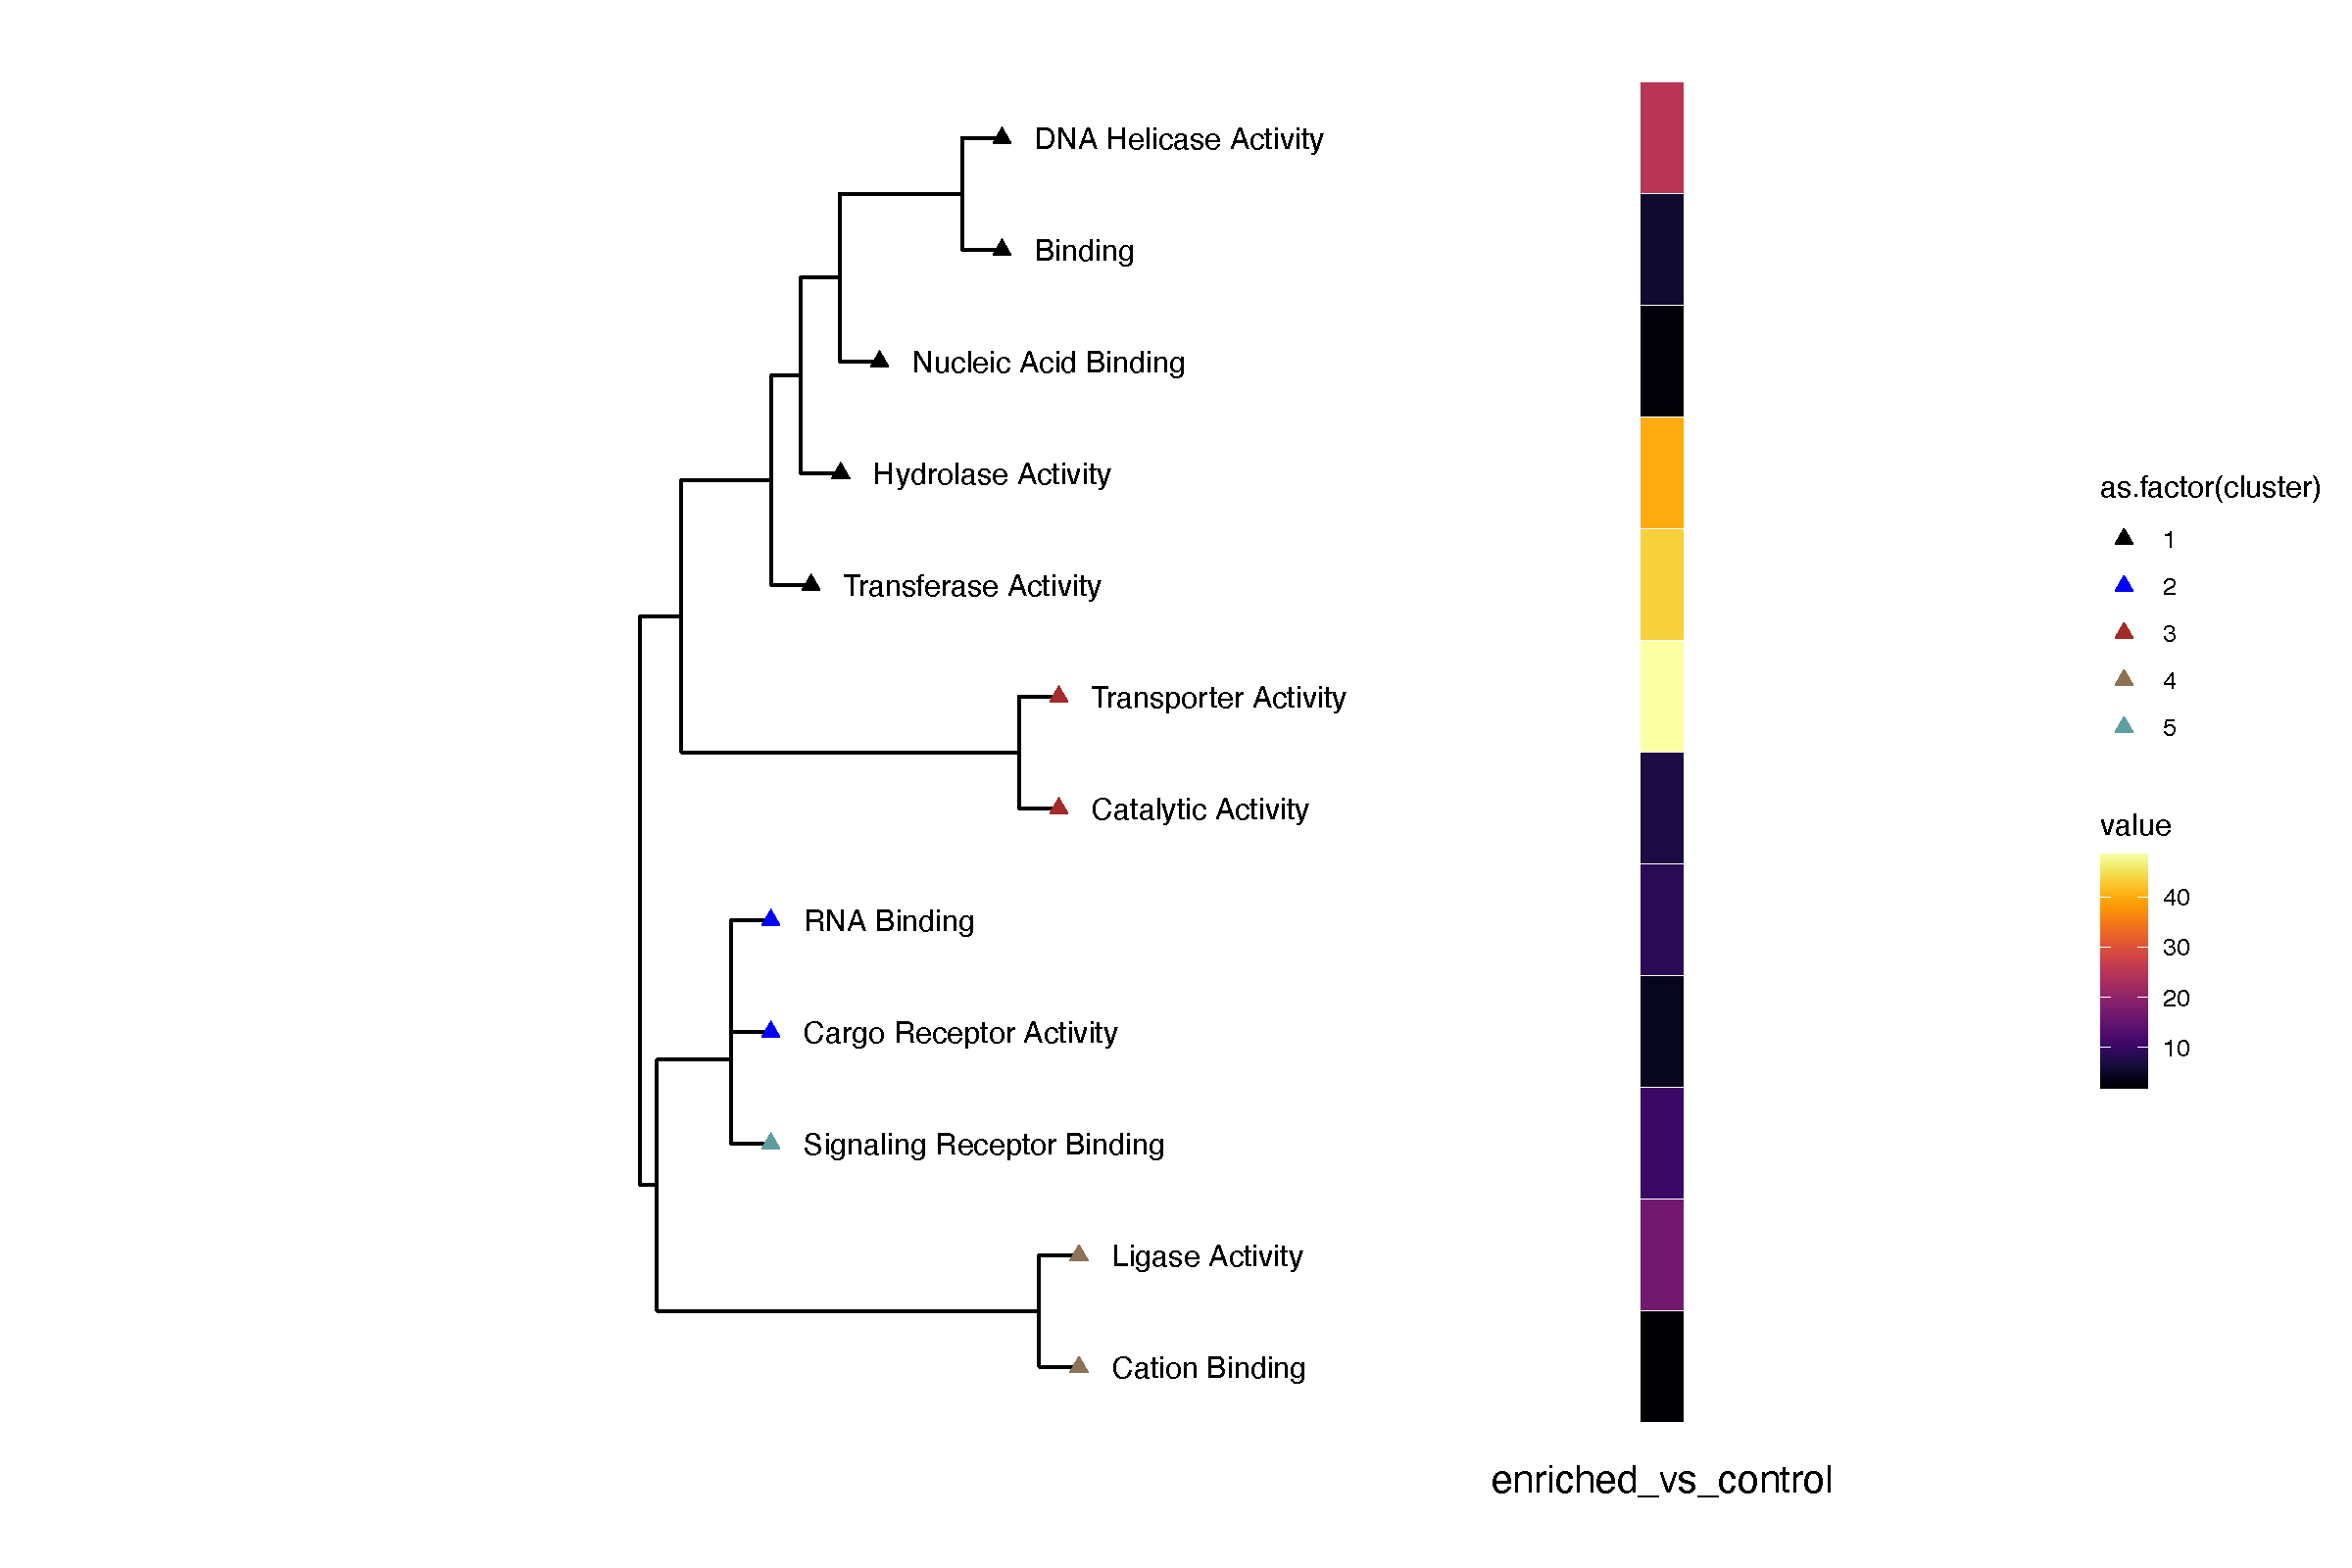 DNA Helicase Activity
Binding
Nucleic Acid Binding
Hydrolase Activity
Transferase Activity
Transporter Activity
Catalytic Activity
RNA Binding
Cargo Receptor Activity
Signaling Receptor Binding
Ligase Activity
Cation Binding
enriched_vs_control
as.factor(cluster)
1
2
3
4
5
value
40
30
20
10